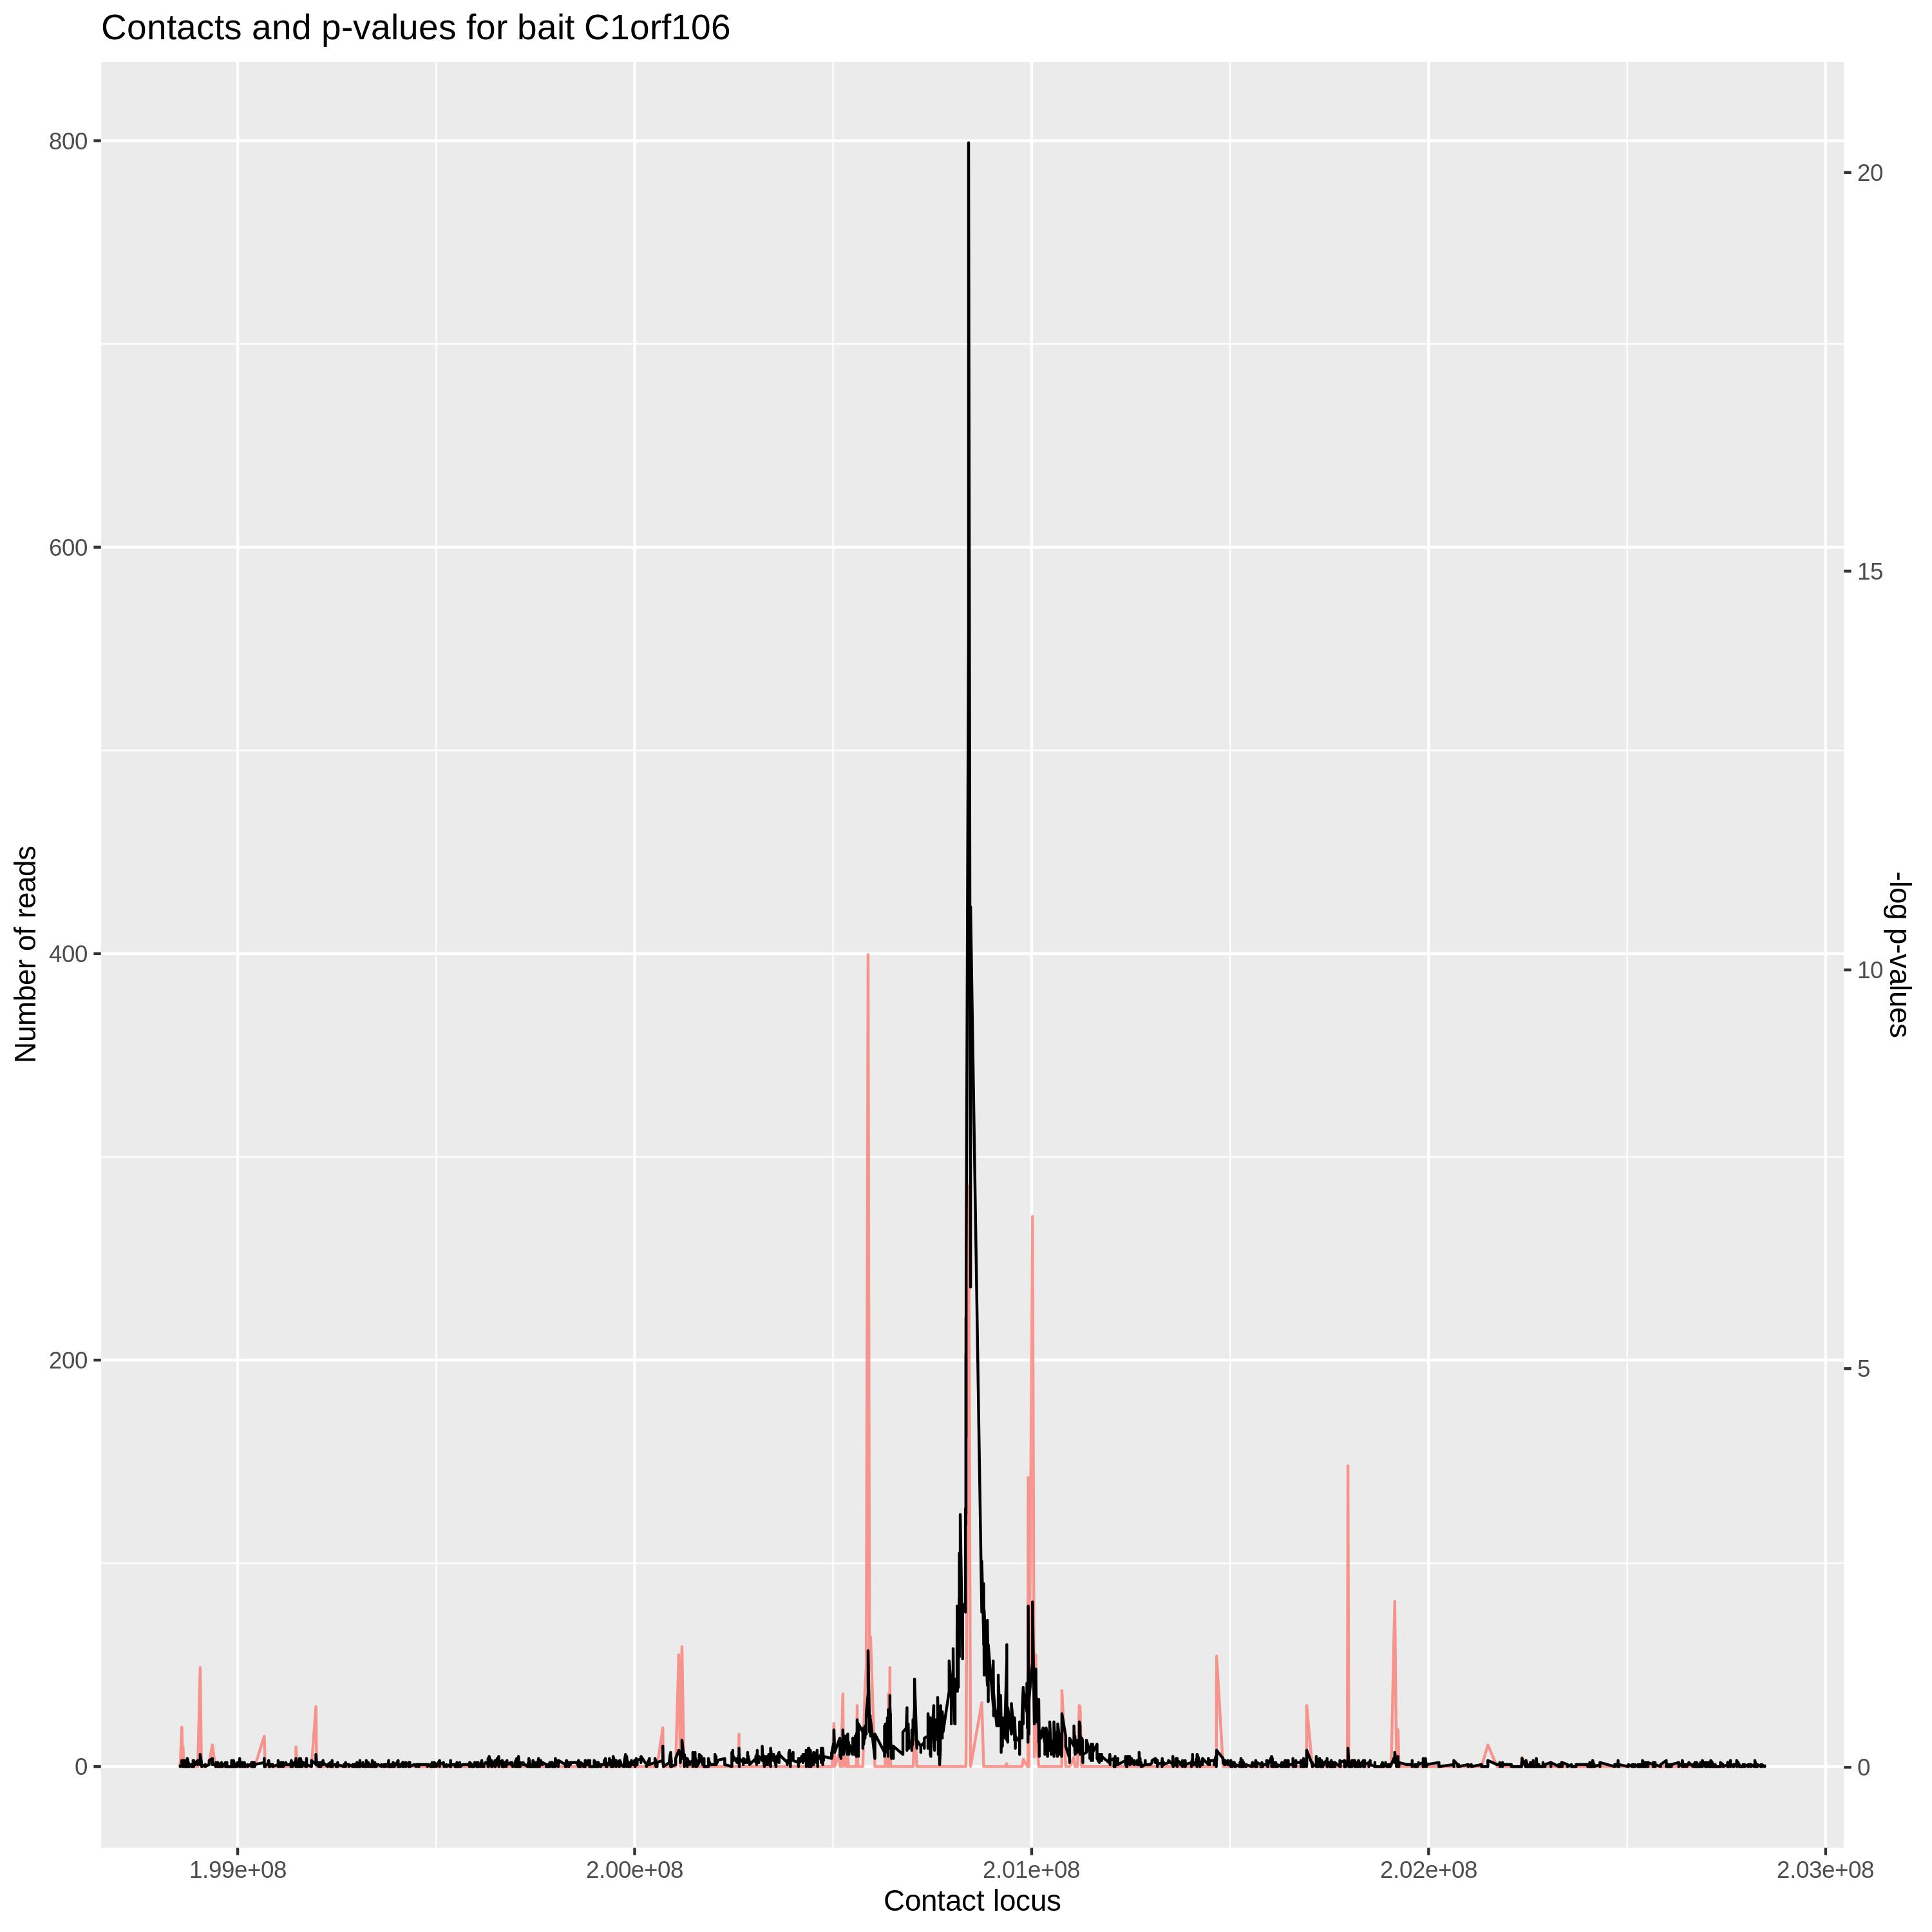 Contacts and p-values for bait C1orf106
800
600
400
200
0
Number of reads
20
15
10
5
0
-log p-values
1.99e+08
2.00e+08
2.01e+08
2.02e+08
2.03e+08
Contact locus